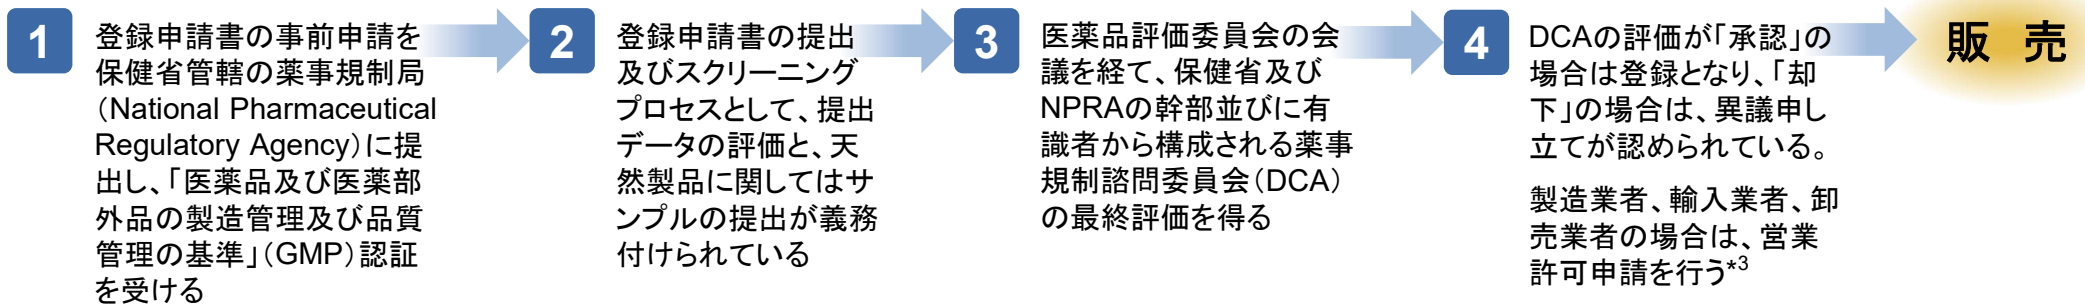 1
登録申請書の事前申請を
保健省管轄の薬事規制局
（National Pharmaceutical
Regulatory Agency）に提
出し、「医薬品及び医薬部
外品の製造管理及び品質
管理の基準」（GMP）認証
を受ける
2
登録申請書の提出
及びスクリーニング
プロセスとして、提出
データの評価と、天
然製品に関してはサ
ンプルの提出が義務
付けられている
3
医薬品評価委員会の会
議を経て、保健省及び
NPRAの幹部並びに有
識者から構成される薬事
規制諮問委員会（DCA）
の最終評価を得る
4
DCAの評価が「承認」の
場合は登録となり、「却
下」の場合は、異議申し
立てが認められている。
製造業者、輸入業者、卸
売業者の場合は、営業
許可申請を行う*3
販 売